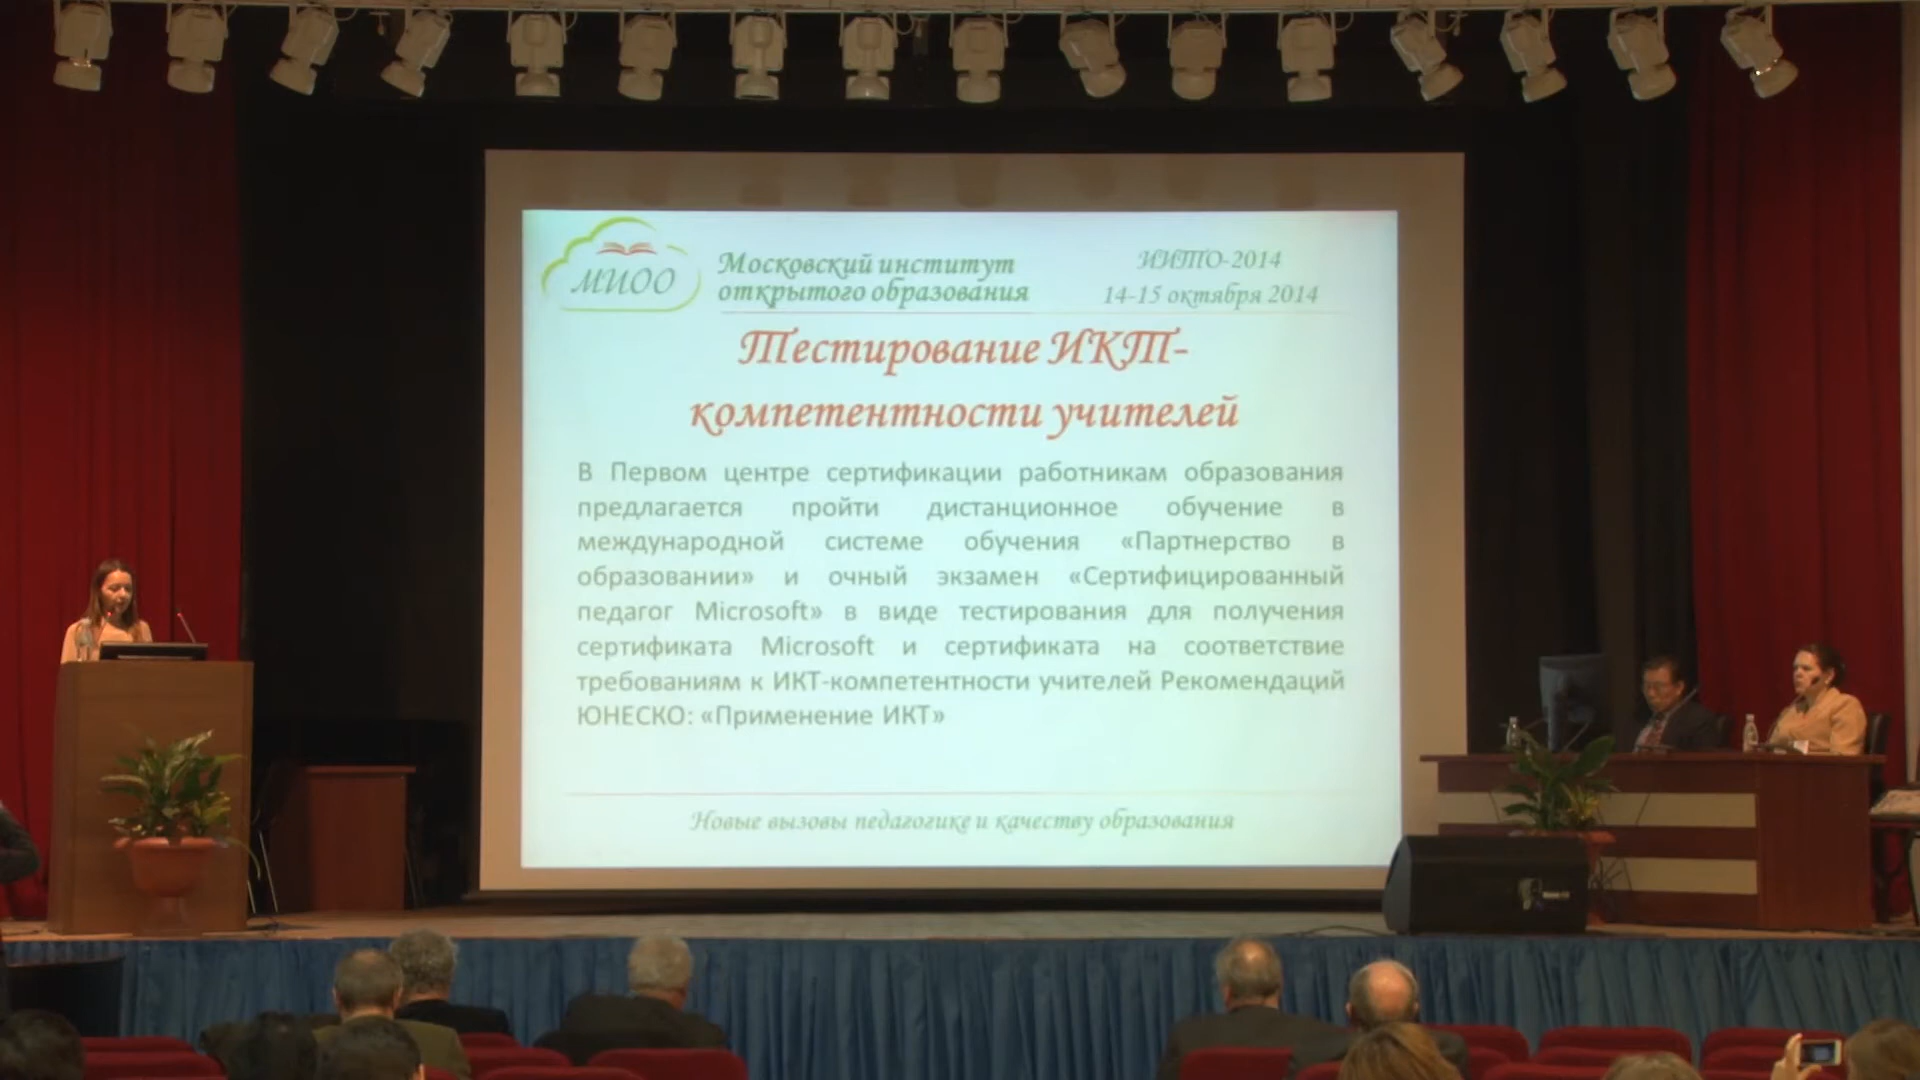 МИОО
Московский институт
открытого образования
ИИТО-2014
14-15 октября 2014
Тестирование ИКТ-
компетентности учителей
В Первом центре сертификации работникам образования
предлагается пройти дистанционное обучение в
международной системе обучения «Партнерство в
образовании» и очный экзамен «Сертифицированный
педагог Microsoft» в виде тестирования для получения
сертификата Microsoft и сертификата на соответствие
требованиям к ИКТ-компетентности учителей Рекомендаций
ЮНЕСКО: «Применение ИКТ»
Новые вызовы педагогике и качеству образования